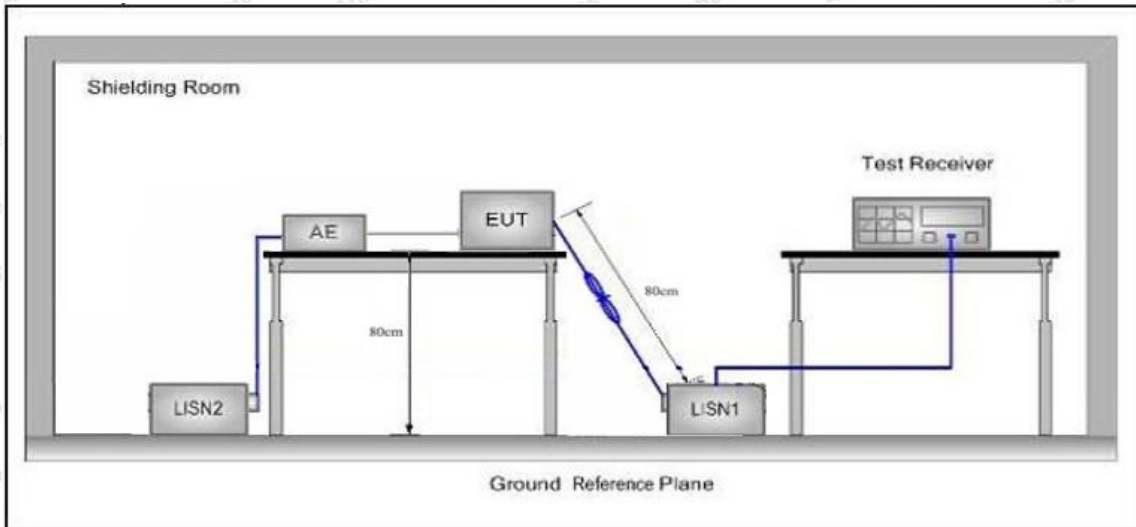 Shielding Room
Test Receiver
EUT
AE
80cm
80cm
LISN2
LISN1
Ground Reference Plane